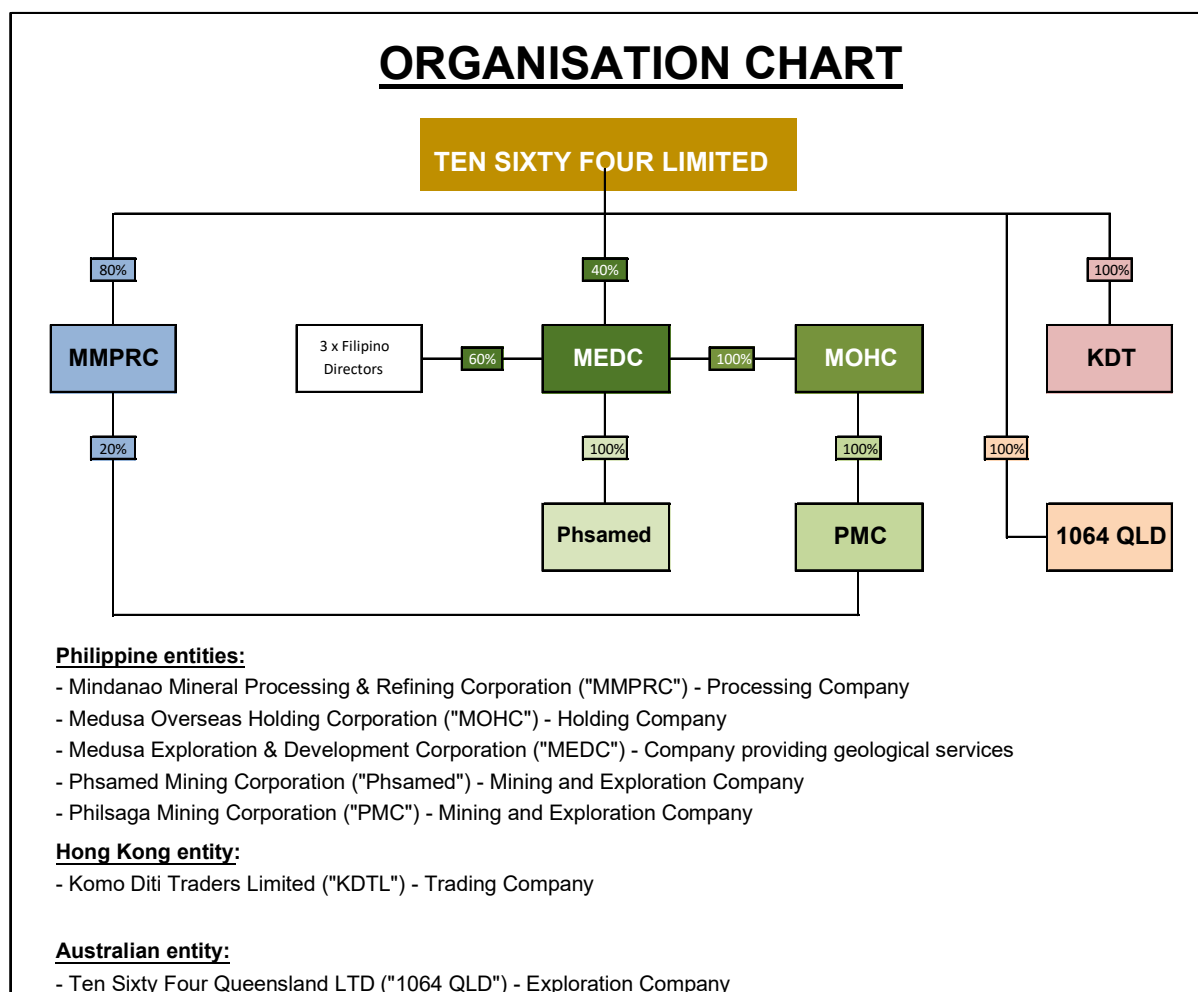 ORGANISATION CHART
TEN SIXTY FOUR LIMITED
80%
40%
100%
MMPRC
3 x Filipino
Directors
60%
MEDC
100%
MOHC
KDT
20%
100%
100%
100%
Phsamed
PMC
1064 QLD
Philippine entities:
- Mindanao Mineral Processing & Refining Corporation ("MMPRC") - Processing Company
- Medusa Overseas Holding Corporation ("MOHC") - Holding Company
- Medusa Exploration & Development Corporation ("MEDC") - Company providing geological services
- Phsamed Mining Corporation ("Phsamed") - Mining and Exploration Company
- Philsaga Mining Corporation ("PMC") - Mining and Exploration Company
Hong Kong entity:
- Komo Diti Traders Limited ("KDTL") - Trading Company
Australian entity:
- Ten Sixty Four Queensland LTD ("1064 QLD") - Exploration Company